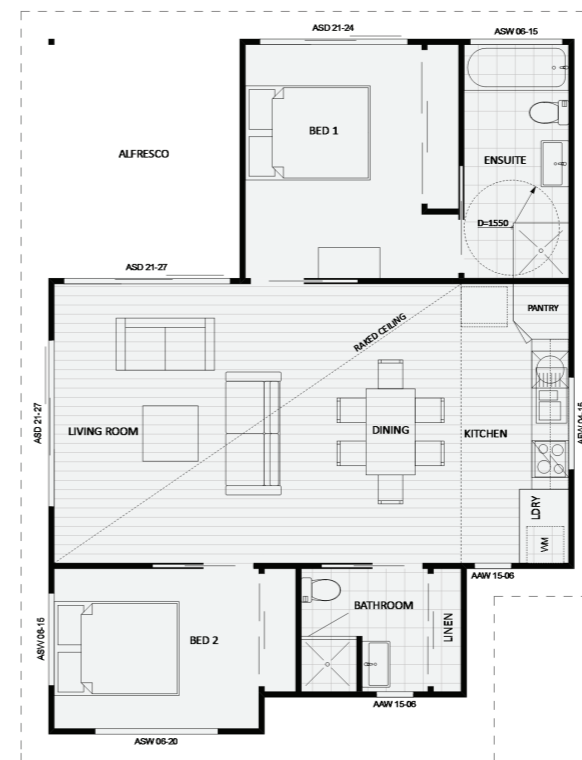 ASD 21-24
ASW 06-15
BED 1
ALFRESCO
ENSUITE
D=1550
ASD 21-27
PANTRY
RAKED CEILING
ASD 21-27
LIVING ROOM
DINING
KITCHEN
LDRY
WM
AAW 15-06
BATHROOM
LINEN
BED 2
ASW 06-15
AAW 15-06
ASW 06-20